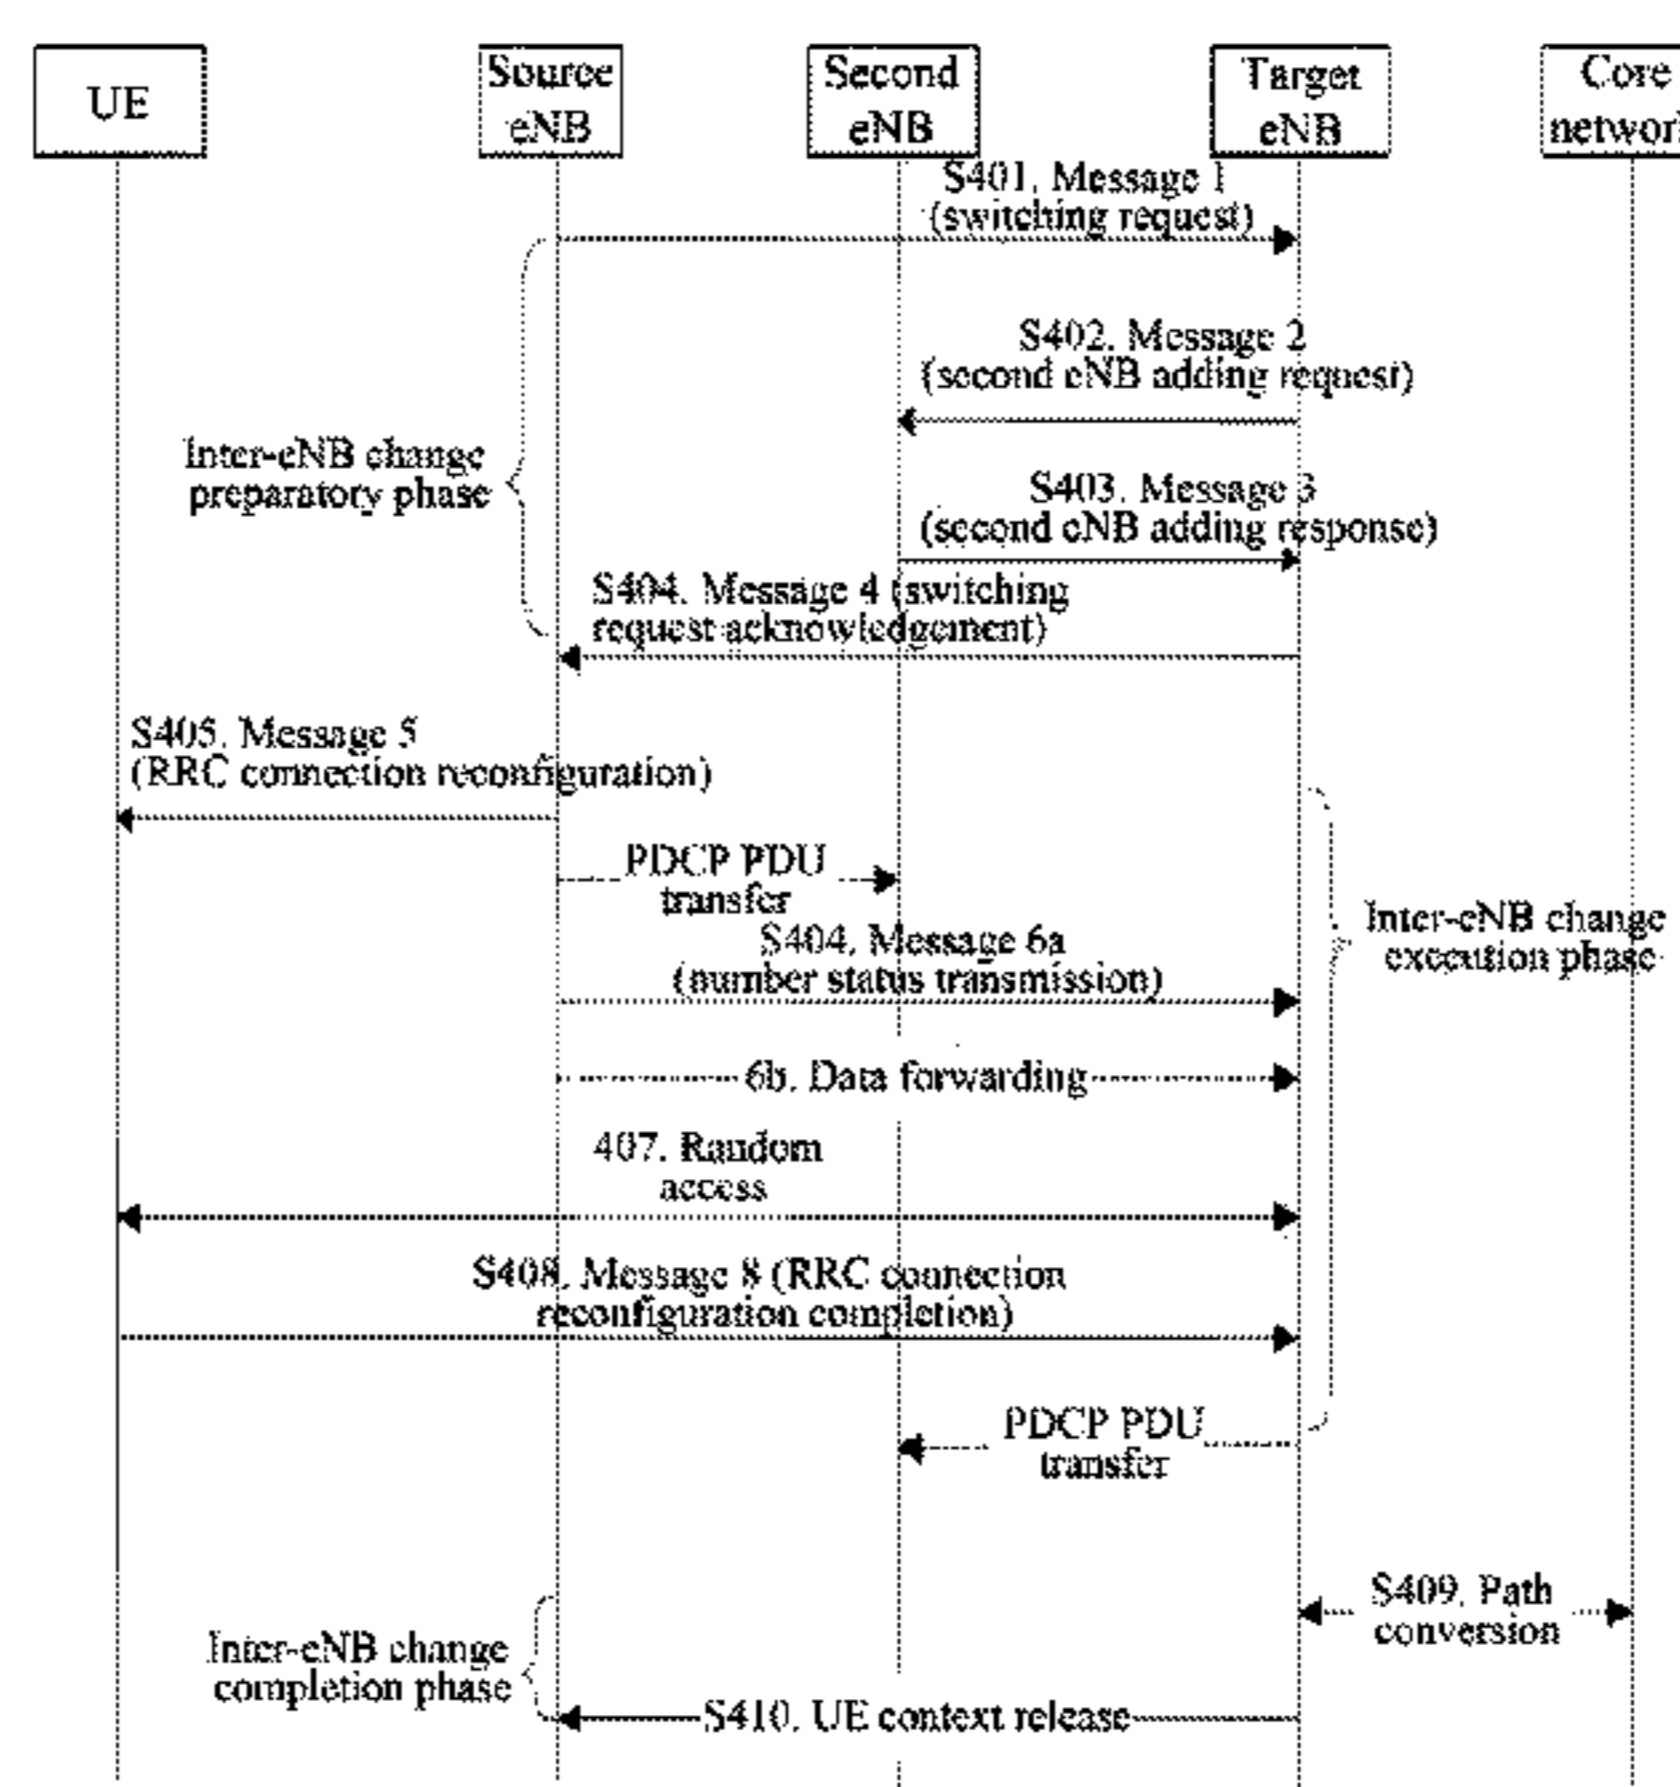 UE
Source
eNB
Second
eNB
Target
eNB
Core
networ
S401. Message 1
(switching request)
S402. Message 2
(second eNB adding request)
Inter-eNB change
preparatory phase
S403. Message 3
(second eNB adding response)
S404. Message 4 (switching
request acknowledgement)
S405. Message 5
(RRC connection reconfiguration)
PDCP PDU
transfer
Inter-eNB change
execution phase
S404. Message 6a
(number status transmission)
6b. Data forwarding
407. Random
access
S408. Message 8 (RRC connection
reconfiguration completion)
PDCP PDU
transfer
S409. Path
conversion
Inter-eNB change
completion phase
S410. UE context release